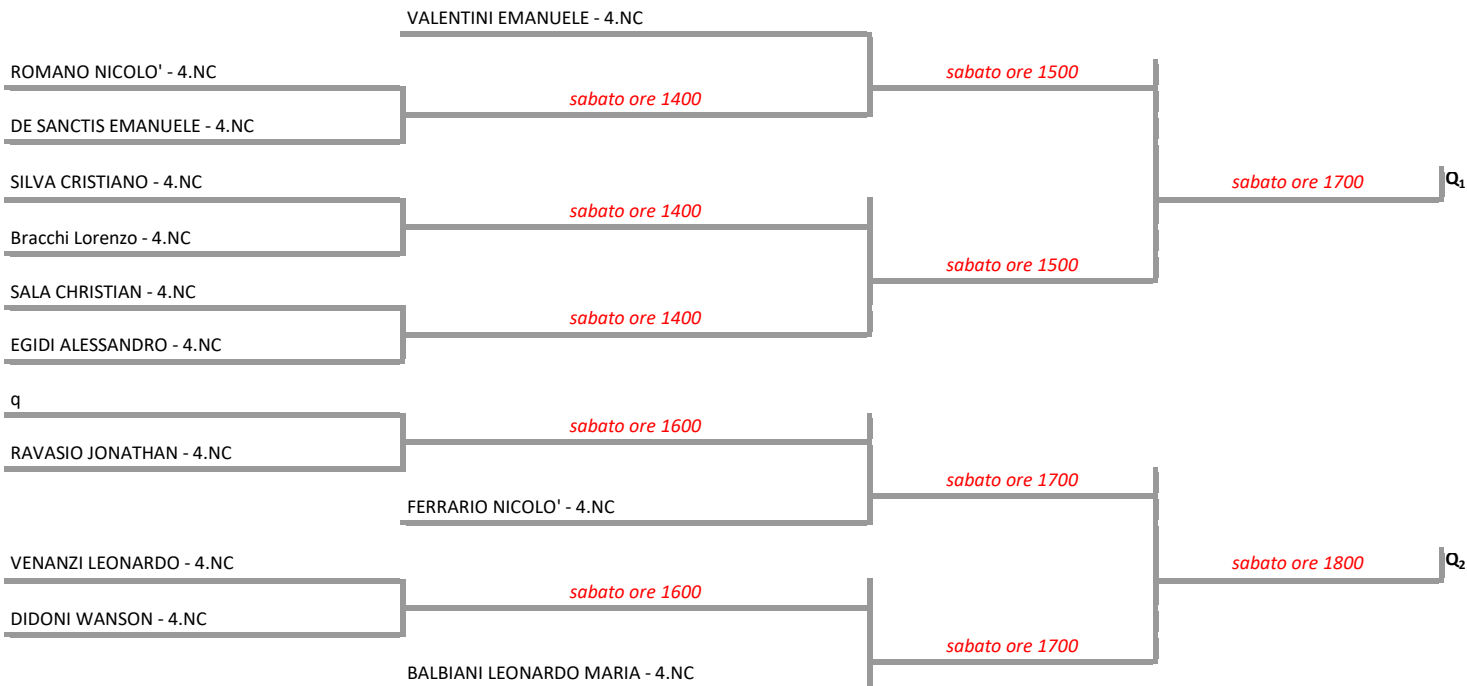 VALENTINI EMANUELE - 4.NC
ROMANO NICOLO' - 4.NC
sabato ore 1500
sabato ore 1400
DE SANCTIS EMANUELE - 4.NC
SILVA CRISTIANO - 4.NC
sabato ore 1700
Q1
sabato ore 1400
Bracchi Lorenzo - 4.NC
sabato ore 1500
SALA CHRISTIAN - 4.NC
sabato ore 1400
EGIDI ALESSANDRO - 4.NC
q
sabato ore 1600
RAVASIO JONATHAN - 4.NC
sabato ore 1700
FERRARIO NICOLO' - 4.NC
VENANZI LEONARDO - 4.NC
sabato ore 1800
Q2
sabato ore 1600
DIDONI WANSON - 4.NC
sabato ore 1700
BALBIANI LEONARDO MARIA - 4.NC